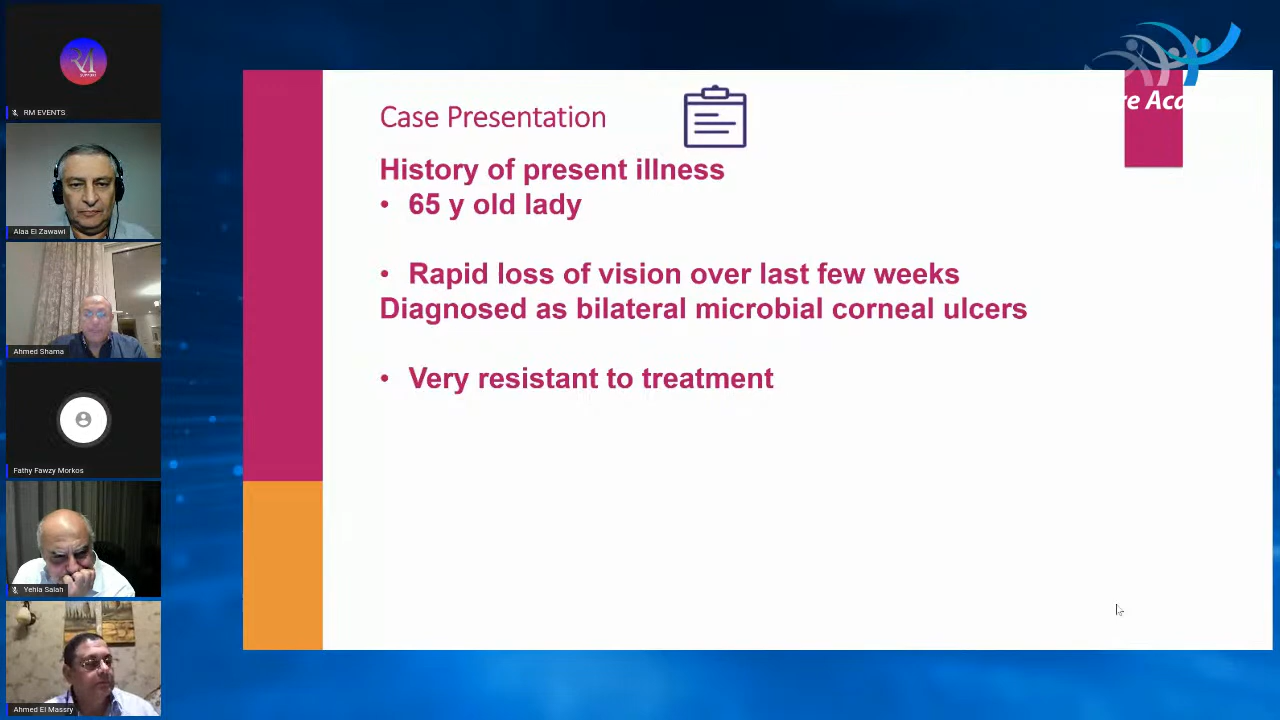 RM
SUPPORT
RM EVENTS
Alaa El Zawawi
Ahmed Shama
Fathy Fawzy Morkos
Yehia Salah
Ahmed El Massry
Case Presentation
History of present illness
• 65 y old lady
• Rapid loss of vision over last few weeks
Diagnosed as bilateral microbial corneal ulcers
• Very resistant to treatment